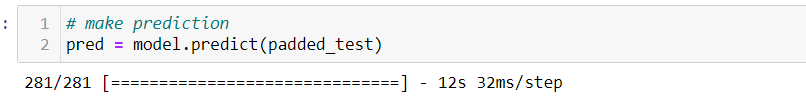 :
1 # make prediction
2 pred = model.predict(padded_test)
281/281 [==============================] - 12s 32ms/step